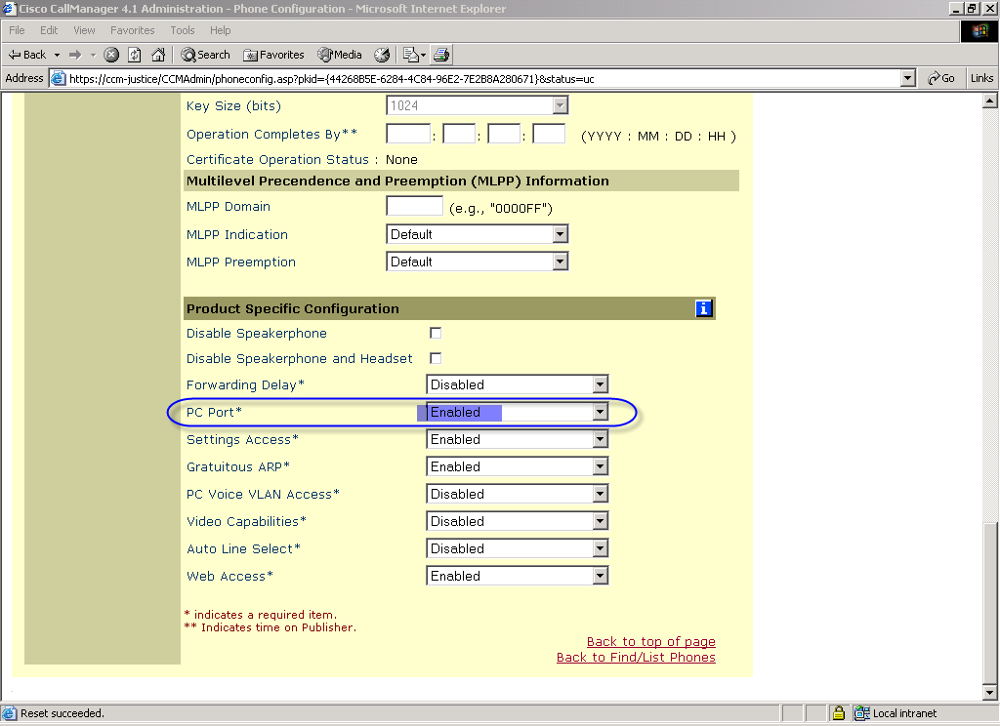 Cisco CallManager 4.1 Administration - Phone Configuration - Microsoft Internet Explorer
File Edit View Favorites Tools Help
Back Search Favorites Media
Address https://ccm-justice/CCMAdmin/phoneconfig.asp?pkid={44268B5E-6284-4C84-96E2-7E2B8A280671}&status=uc Go Links
Key Size (bits) 1024
Operation Completes By** : : : (YYYY : MM : DD : HH )
Certificate Operation Status : None
Multilevel Precendence and Preemption (MLPP) Information
MLPP Domain (e.g., "0000FF")
MLPP Indication Default
MLPP Preemption Default
Product Specific Configuration i
Disable Speakerphone
Disable Speakerphone and Headset
Forwarding Delay* Disabled
PC Port* Enabled
Settings Access* Enabled
Gratuitous ARP* Enabled
PC Voice VLAN Access* Disabled
Video Capabilities* Disabled
Auto Line Select* Disabled
Web Access* Enabled
* indicates a required item.
** Indicates time on Publisher.
Back to top of page
Back to Find/List Phones
Reset succeeded. Local intranet